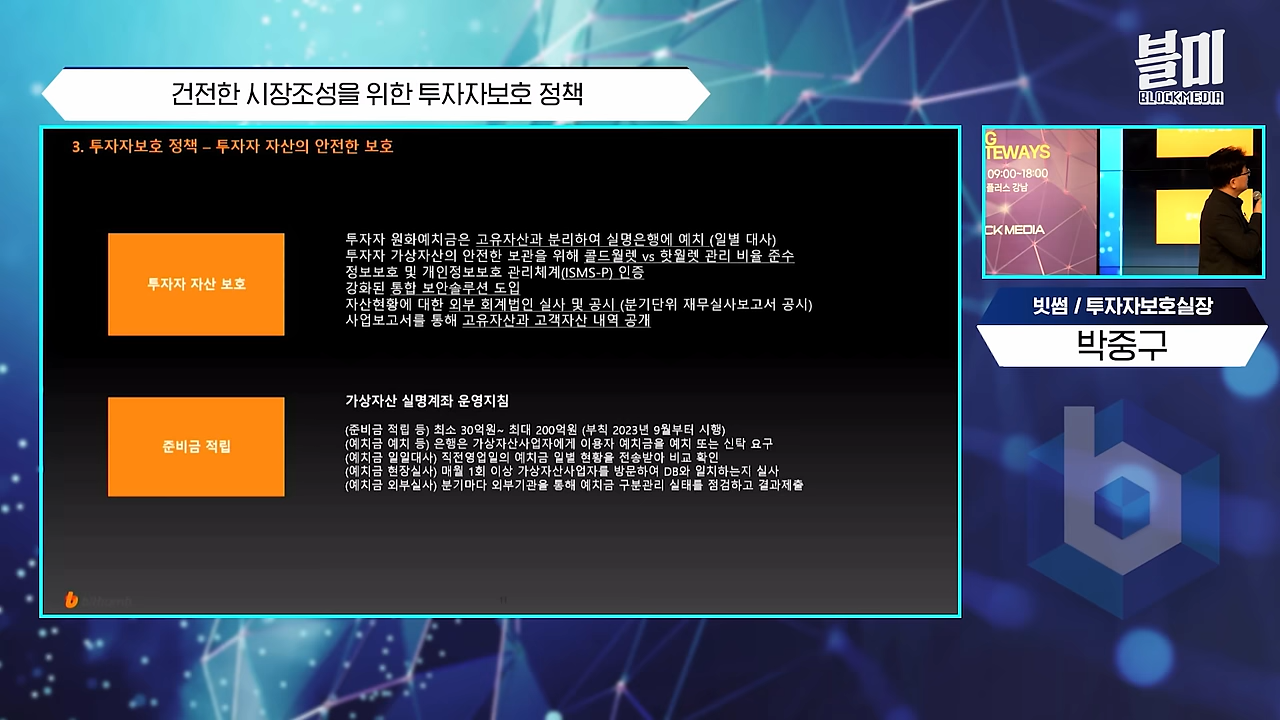 건전한 시장조성을 위한 투자자보호 정책
블미
BLOCKMEDIA
3. 투자자보호 정책 – 투자자 자산의 안전한 보호
투자자 자산 보호
투자자 원화예치금은 고유자산과 분리하여 실명은행에 예치 (일별 대사)
투자자 가상자산의 안전한 보관을 위해 콜드월렛 vs 핫월렛 관리 비율 준수
정보보호 및 개인정보보호 관리체계(ISMS-P) 인증
강화된 통합 보안솔루션 도입
자산현황에 대한 외부 회계법인 실사 및 공시 (분기단위 재무실사보고서 공시)
사업보고서를 통해 고유자산과 고객자산 내역 공개
준비금 적립
가상자산 실명계좌 운영지침
(준비금 적립 등) 최소 30억원~ 최대 200억원 (부칙 2023년 9월부터 시행)
(예치금 예치 등) 은행은 가상자산사업자에게 이용자 예치금을 예치 또는 신탁 요구
(예치금 일일대사) 직전영업일의 예치금 일별 현황을 전송받아 비교 확인
(예치금 현장실사) 매월 1회 이상 가상자산사업자를 방문하여 DB와 일치하는지 실사
(예치금 외부실사) 분기마다 외부기관을 통해 예치금 구분관리 실태를 점검하고 결과제출
bithumb
G
TEWAYS
09:00~18:00
플러스 강남
CK MEDIA
빗썸 / 투자자보호실장
박중구